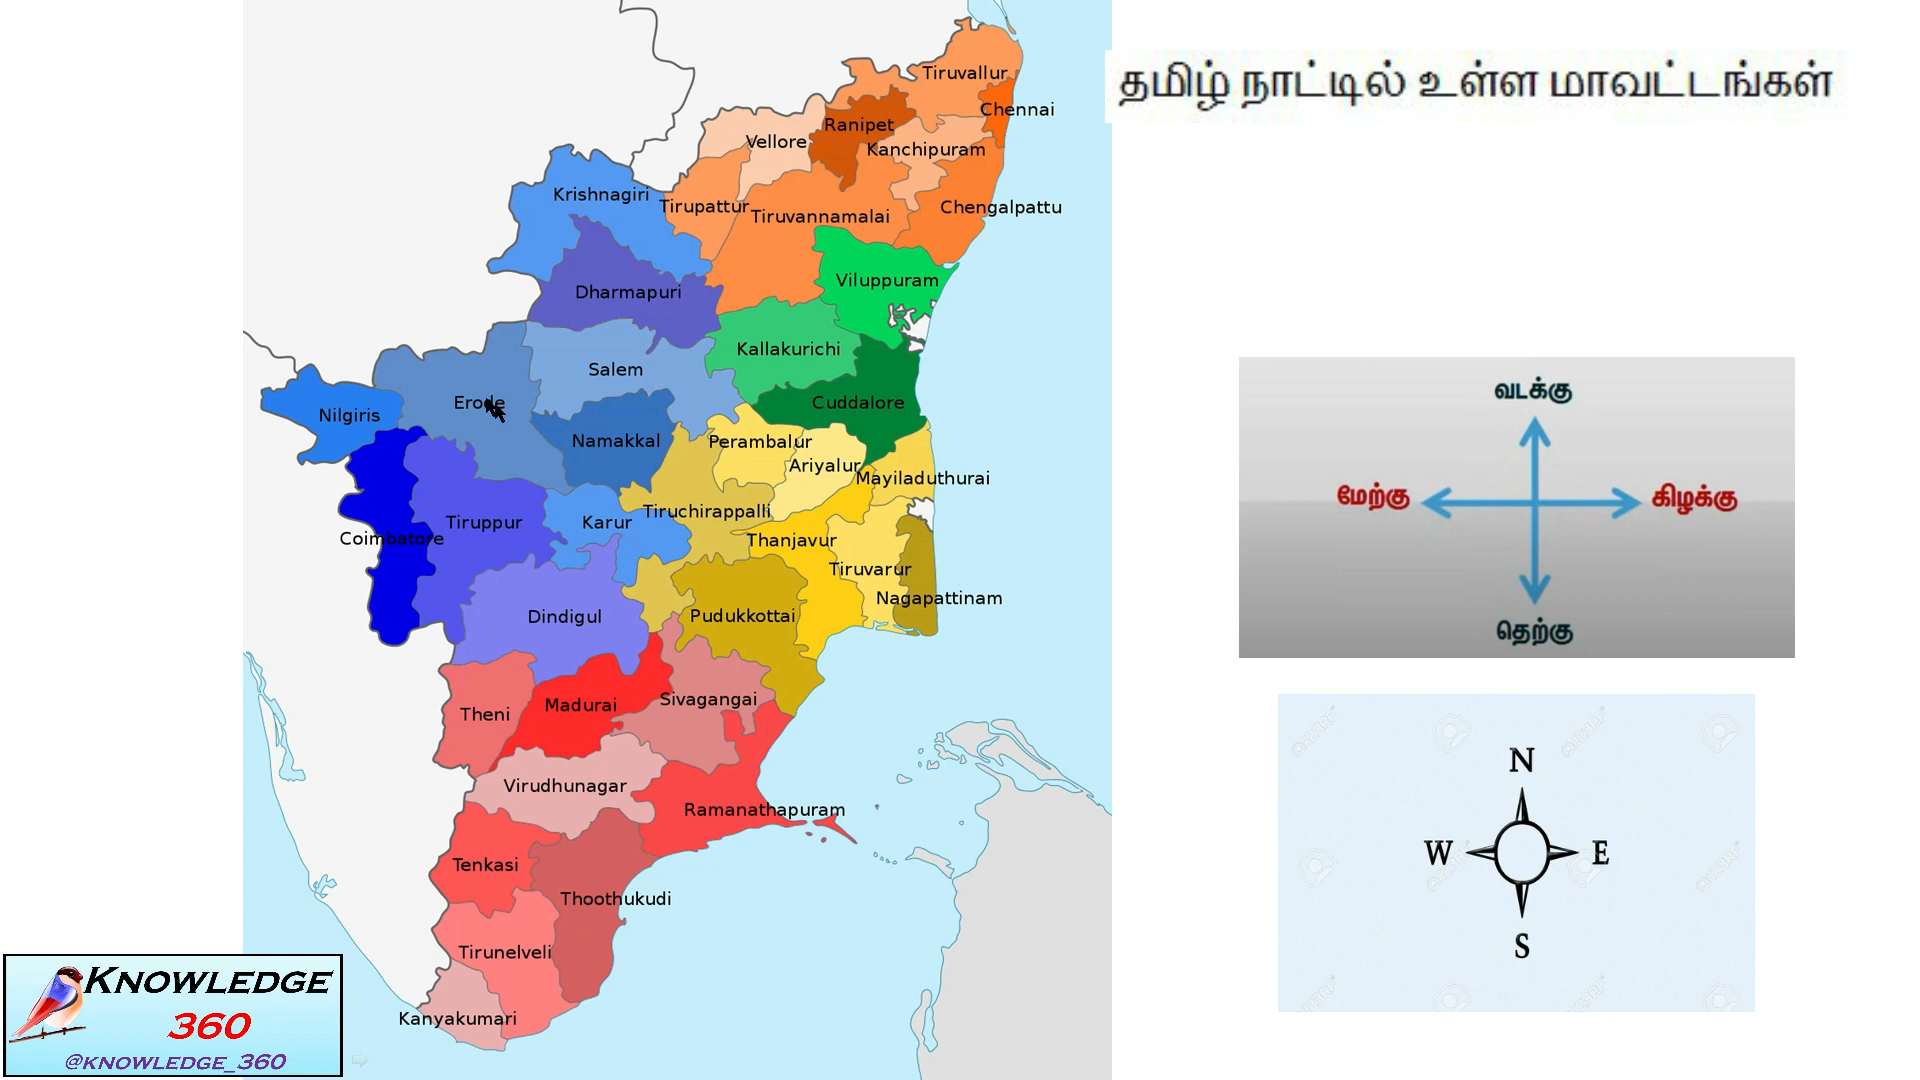 தமிழ் நாட்டில் உள்ள மாவட்டங்கள்
Tiruvallur
Chennai
Ranipet
Vellore
Kanchipuram
Krishnagiri
Tirupattur
Tiruvannamalai
Chengalpattu
Viluppuram
Dharmapuri
Kallakurichi
Salem
Erode
Cuddalore
Nilgiris
Namakkal
Perambalur
Ariyalur
Mayiladuthurai
Tiruchirappalli
Tiruppur
Karur
Coimbatore
Thanjavur
Tiruvarur
Nagapattinam
Dindigul
Pudukkottai
Sivagangai
Madurai
Theni
Virudhunagar
Ramanathapuram
Tenkasi
Thoothukudi
Tirunelveli
Kanyakumari
வடக்கு
மேற்கு
கிழக்கு
தெற்கு
N
W
E
S
KNOWLEDGE
360
@KNOWLEDGE_360